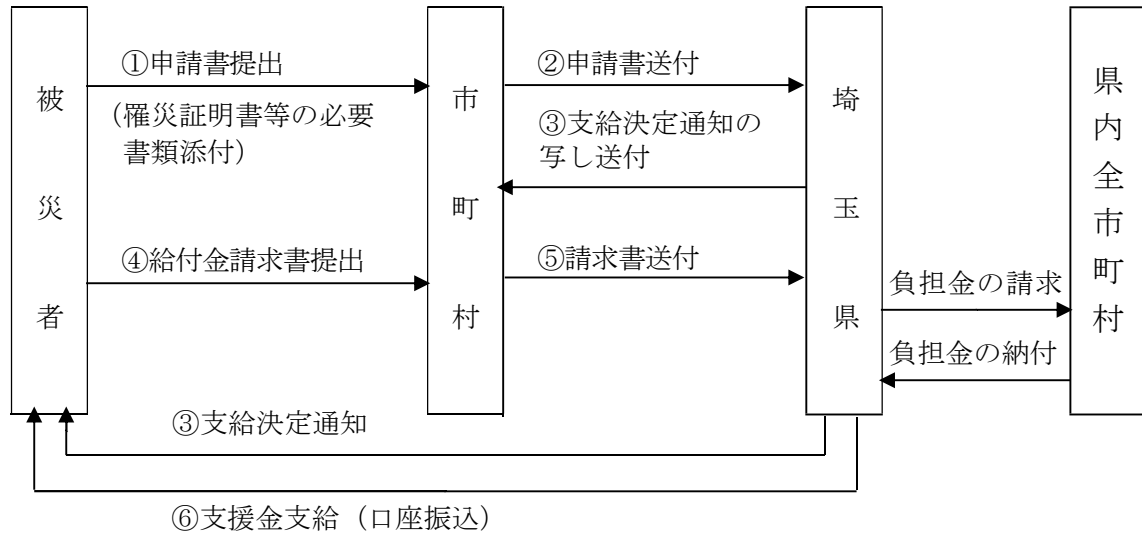 被災者
①申請書提出
(罹災証明書等の必要
書類添付)
④給付金請求書提出
市町村
②申請書送付
③支給決定通知の
写し送付
⑤請求書送付
埼玉県
負担金の請求
負担金の納付
県内全市町村
③支給決定通知
⑥支援金支給（口座振込）